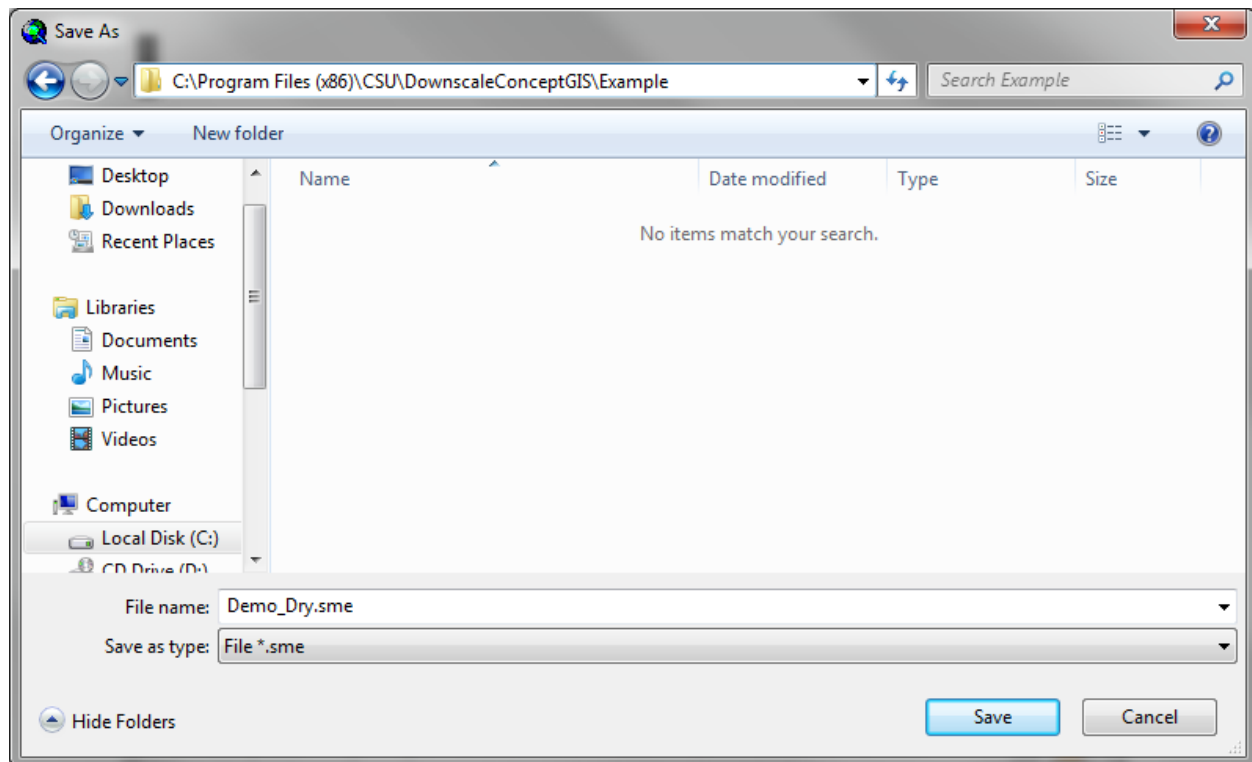 Save As
C:\Program Files (x86)\CSU\DownscaleConceptGIS\Example
Search Example
Organize
New folder
Name
Date modified
Type
Size
No items match your search.
Desktop
Downloads
Recent Places
Libraries
Documents
Music
Pictures
Videos
Computer
Local Disk (C:)
CD Drive (D:)
File name:
Demo_Dry.sme
Save as type:
File *.sme
Hide Folders
Save
Cancel